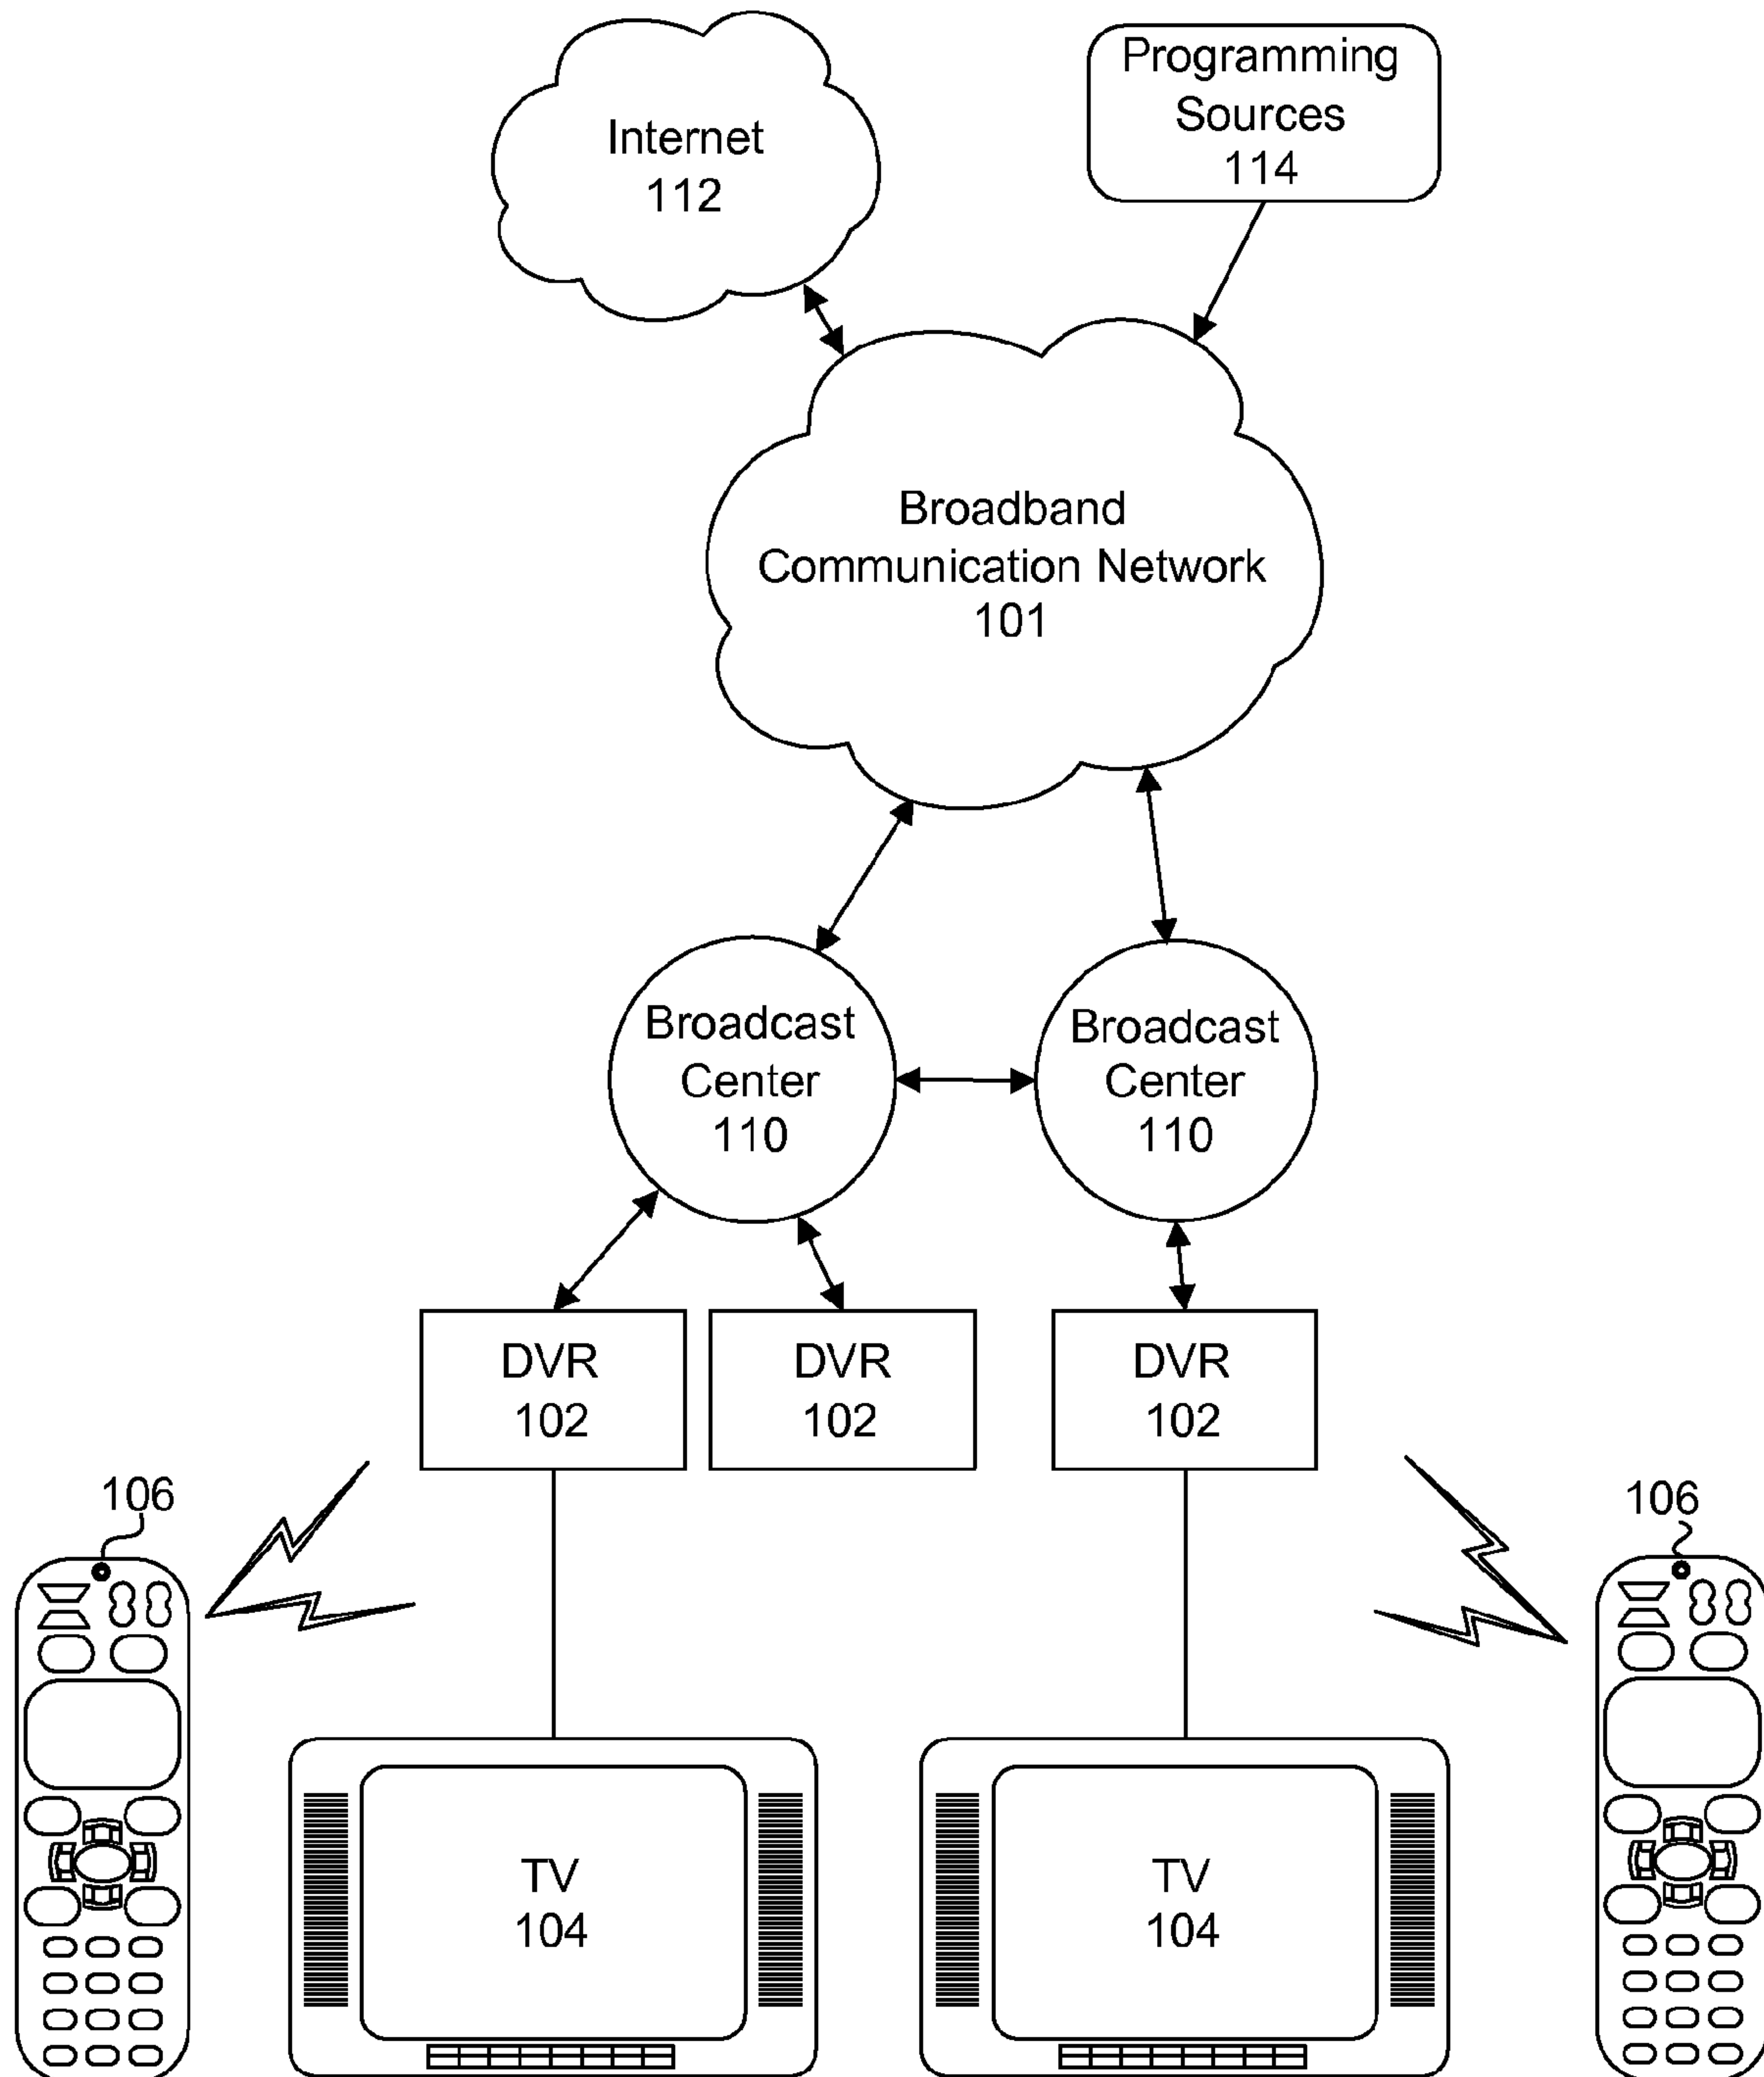 Internet
112
Programming
Sources
114
Broadband
Communication Network
101
Broadcast
Center
110
Broadcast
Center
110
DVR
102
DVR
102
DVR
102
106
106
TV
104
TV
104